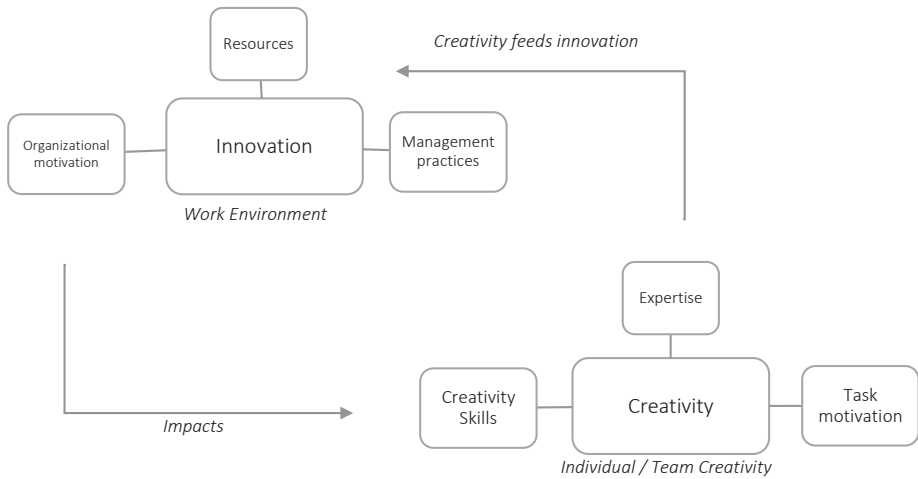 Resources
Creativity feeds innovation
Organizational
motivation
Innovation
Management
practices
Work Environment
Expertise
Creativity
Skills
Creativity
Task
motivation
Impacts
Individual / Team Creativity